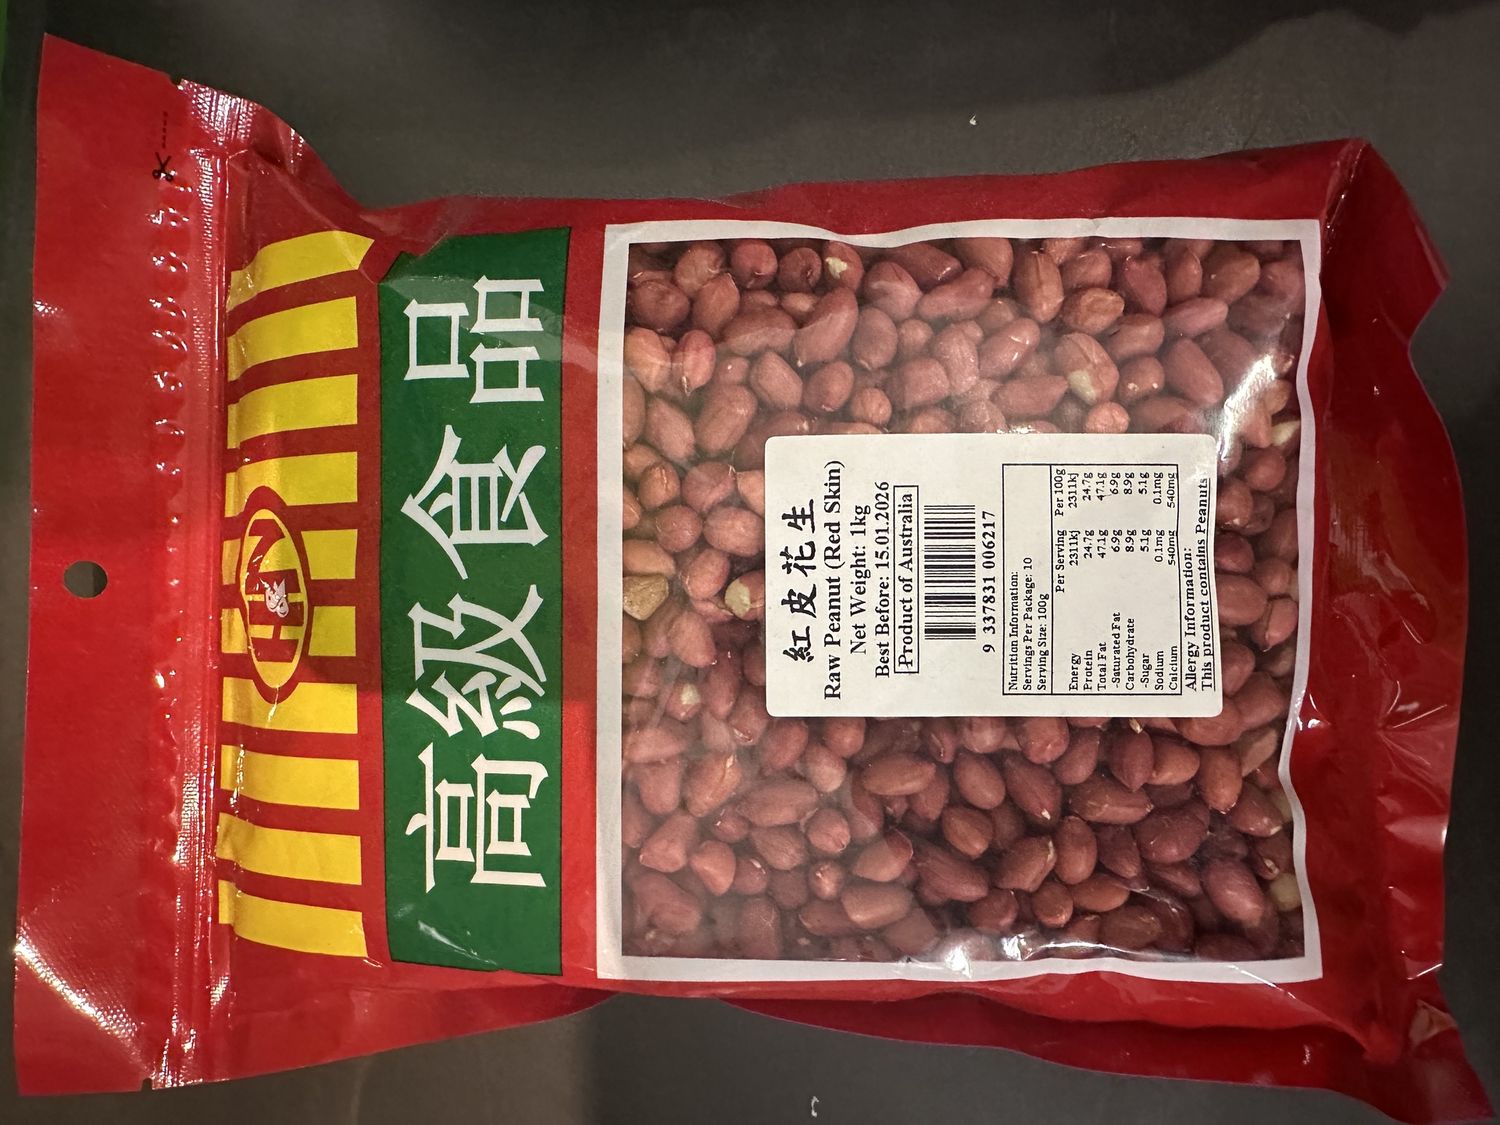 HN
高級食品
紅皮花生
Raw Peanut (Red Skin)
Net Weight: 1kg
Best Before: 15.01.2026
Product of Australia
9 337831 006217
Nutrition Information:
Servings Per Package: 10
Serving Size: 100g
Per Serving Per 100g
Energy 2311kj 2311kj
Protein 24.7g 24.7g
Total Fat 47.1g 47.1g
-Saturated Fat 6.9g 6.9g
Carbohydrate 8.9g 8.9g
-Sugar 5.1g 5.1g
Sodium 0.1mg 0.1mg
Calcium 540mg 540mg
Allergy Information:
This product contains Peanuts